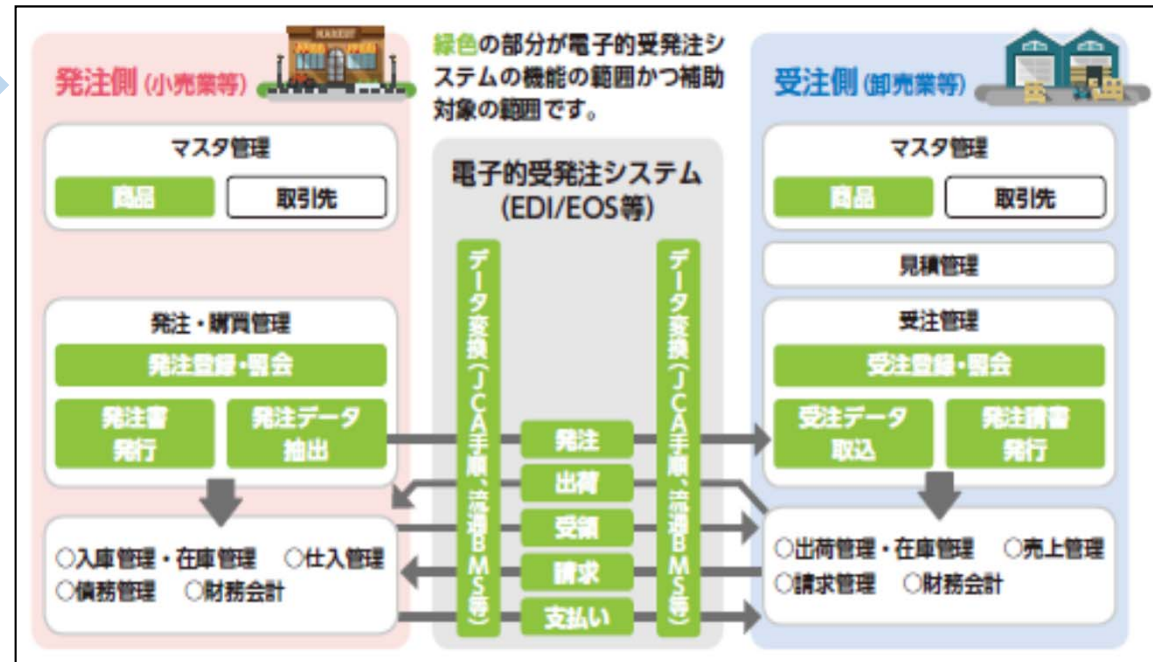 MARKET
発注側 (小売業等)
緑色の部分が電子的受発注シ
ステムの機能の範囲かつ補助
対象の範囲です。
受注側 (卸売業等)
マスタ管理
商品
取引先
発注・購買管理
発注登録・照会
発注書
発行
発注データ
抽出
○入庫管理・在庫管理 ○仕入管理
○債務管理 ○財務会計
電子的受発注システム
(EDI/EOS等)
データ変換(JCA手順、流通BMS等)
発注
出荷
受領
請求
支払い
データ変換(JCA手順、流通BMS等)
マスタ管理
商品
取引先
見積管理
受注管理
受注登録・照会
受注データ
取込
発注請書
発行
○出荷管理・在庫管理 ○売上管理
○請求管理 ○財務会計